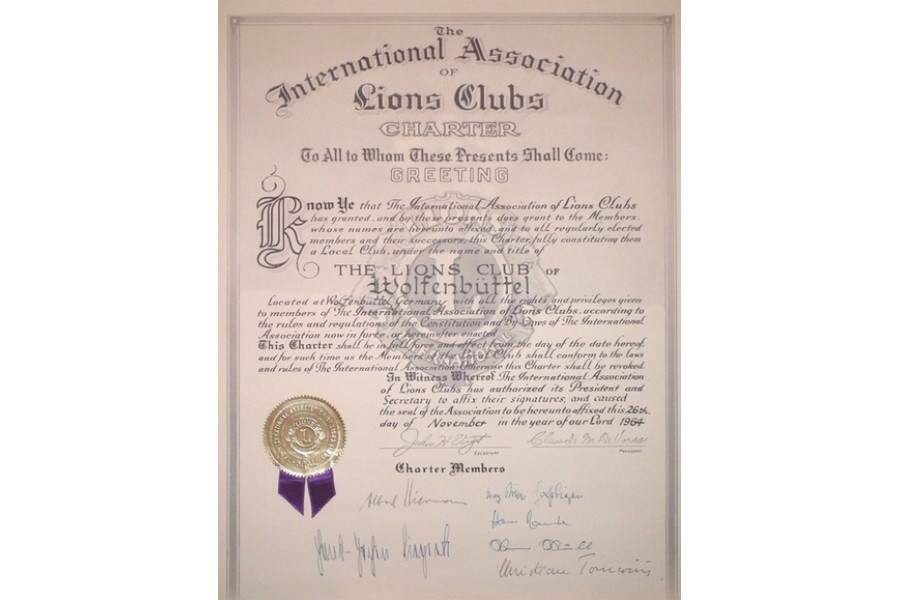 The
International Association
OF
Lions Clubs
CHARTER
To All to Whom These Presents Shall Come:
GREETING
Know Ye that The International Association of Lions Clubs
has granted, and by these presents does grant to the Members,
whose names are hereunto affixed, and to all regularly elected
members and their successors, this Charter, fully constituting them
a Local Club, under the name and title of
THE LIONS CLUB OF
Wolfenbüttel
Located at Wolfenbüttel Germany with all the rights and privileges given
to members of The International Association of Lions Clubs, according to
the rules and regulations of the Constitution and By-Laws of The International
Association now in force, or hereafter enacted.
This Charter shall be in full force and effect from the day of the date hereof,
and for such time as the Members of the Local Club shall conform to the laws
and rules of The International Association. Otherwise this Charter shall be revoked.
In Witness Whereof The International Association
of Lions Clubs has authorized its President and
Secretary to affix their signatures, and caused
the seal of the Association to be hereunto affixed this 26th
day of November in the year of our Lord 1964
John H Vogt Claude M. DeVorss
SECRETARY PRESIDENT
Charter Members